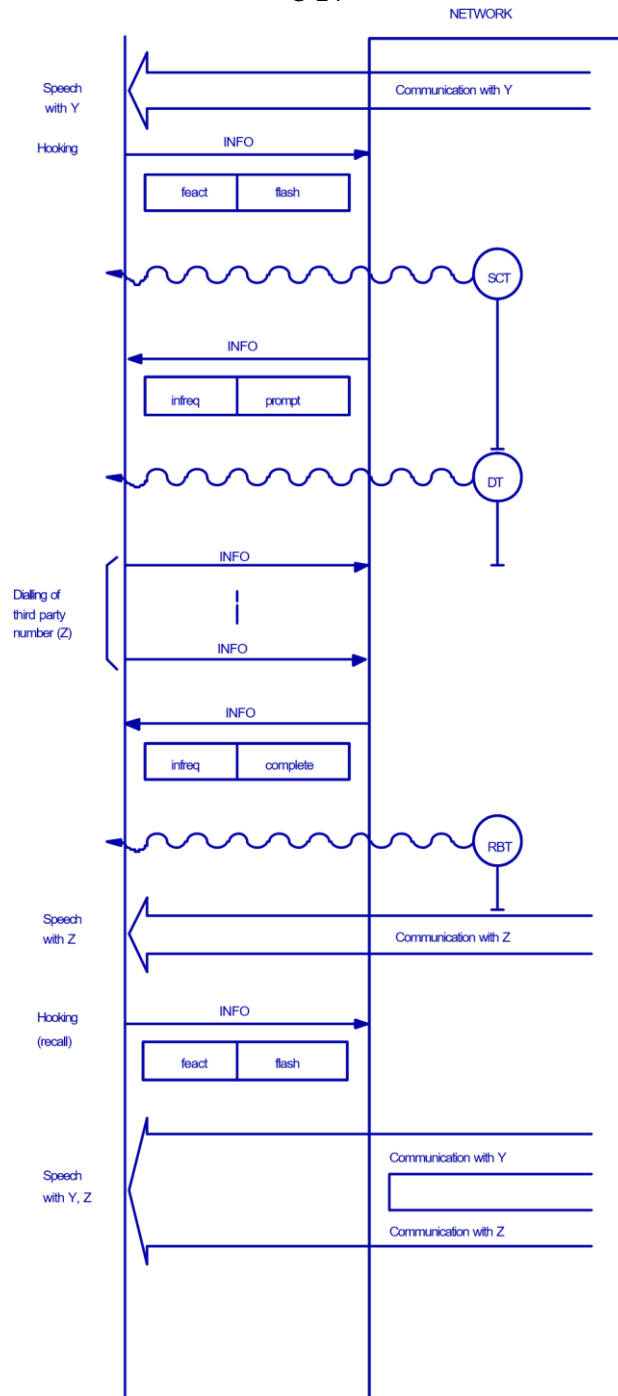 NETWORK
Speech
with Y
Communication with Y
Hooking
INFO
feact
flash
SCT
INFO
infreq
prompt
DT
INFO
Dialling of
third party
number (Z)
INFO
INFO
infreq
complete
RBT
Speech
with Z
Communication with Z
Hooking
(recall)
INFO
feact
flash
Communication with Y
Speech
with Y, Z
Communication with Z